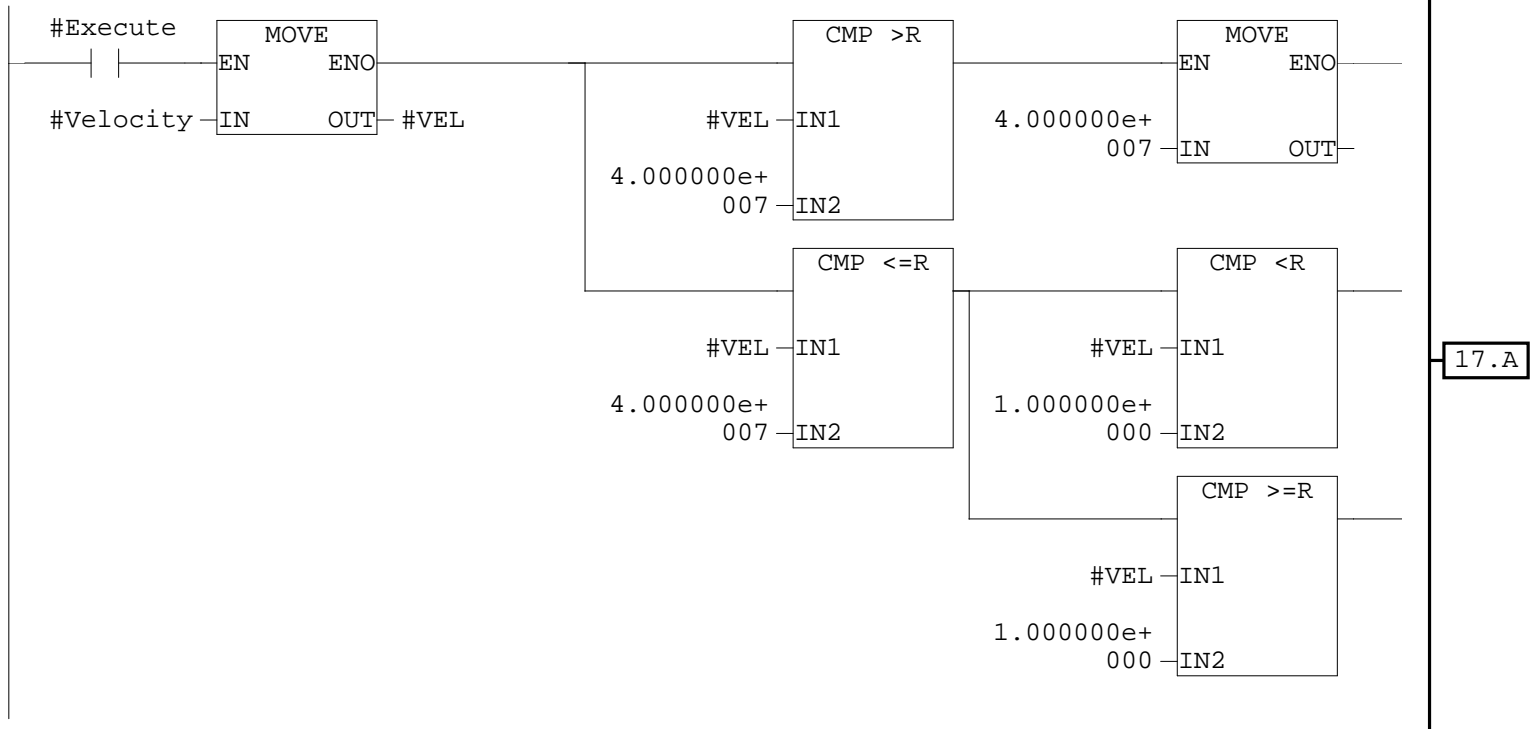 #Execute
MOVE
EN ENO
#Velocity IN OUT #VEL
CMP >R
#VEL IN1
4.000000e+
007 IN2
MOVE
EN ENO
4.000000e+
007 IN OUT
CMP <=R
#VEL IN1
4.000000e+
007 IN2
CMP <R
#VEL IN1
1.000000e+
000 IN2
CMP >=R
#VEL IN1
1.000000e+
000 IN2
17.A